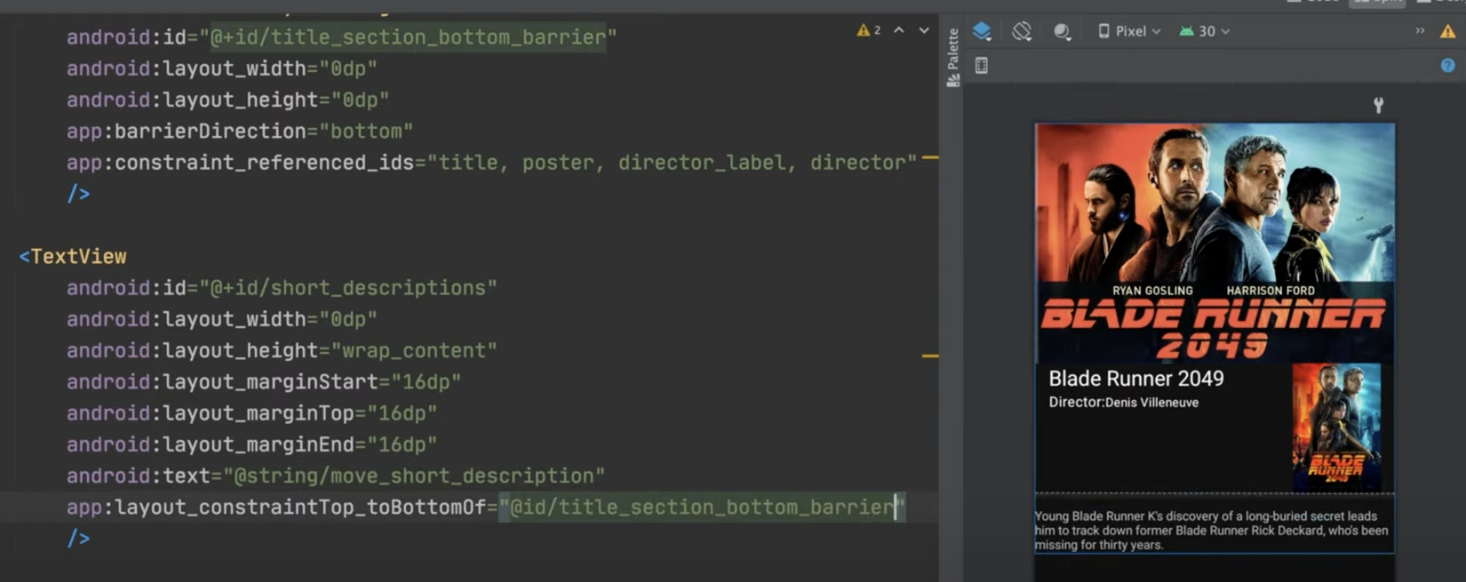 android:id="@+id/title_section_bottom_barrier"
android:layout_width="0dp"
android:layout_height="0dp"
app:barrierDirection="bottom"
app:constraint_referenced_ids="title, poster, director_label, director"
/>
<TextView
android:id="@+id/short_descriptions"
android:layout_width="0dp"
android:layout_height="wrap_content"
android:layout_marginStart="16dp"
android:layout_marginTop="16dp"
android:layout_marginEnd="16dp"
android:text="@string/move_short_description"
app:layout_constraintTop_toBottomOf="@id/title_section_bottom_barrier"
/>
2
Palette
Pixel
30
RYAN GOSLING HARRISON FORD
BLADE RUNNER
2049
Blade Runner 2049
Director:Denis Villeneuve
BLADE
RUNNER
2049
Young Blade Runner K's discovery of a long-buried secret leads
him to track down former Blade Runner Rick Deckard, who's been
missing for thirty years.